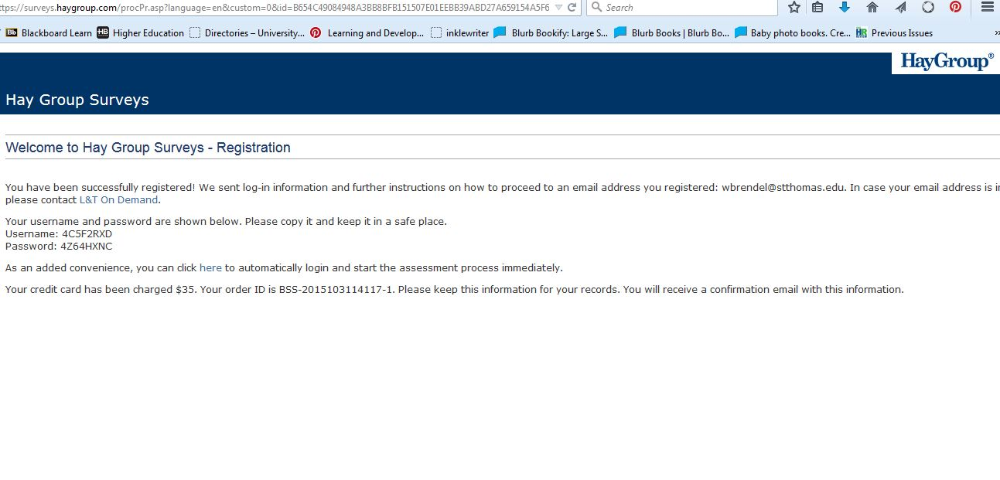 ttps://surveys.haygroup.com/procPr.asp?language=en&custom=0&id=B654C49084948A3BB8BFB151507E01EEBB39ABD27A659154A5F6 Search
Bb Blackboard Learn HB Higher Education Directories – University... Learning and Develop... inklewriter Blurb Bookify: Large S... Blurb Books | Blurb Bo... Baby photo books. Cre... HR Previous Issues »
HayGroup®
Hay Group Surveys
Welcome to Hay Group Surveys - Registration
You have been successfully registered! We sent log-in information and further instructions on how to proceed to an email address you registered: wbrendel@stthomas.edu. In case your email address is i
please contact L&T On Demand.
Your username and password are shown below. Please copy it and keep it in a safe place.
Username: 4C5F2RXD
Password: 4Z64HXNC
As an added convenience, you can click here to automatically login and start the assessment process immediately.
Your credit card has been charged $35. Your order ID is BSS-2015103114117-1. Please keep this information for your records. You will receive a confirmation email with this information.